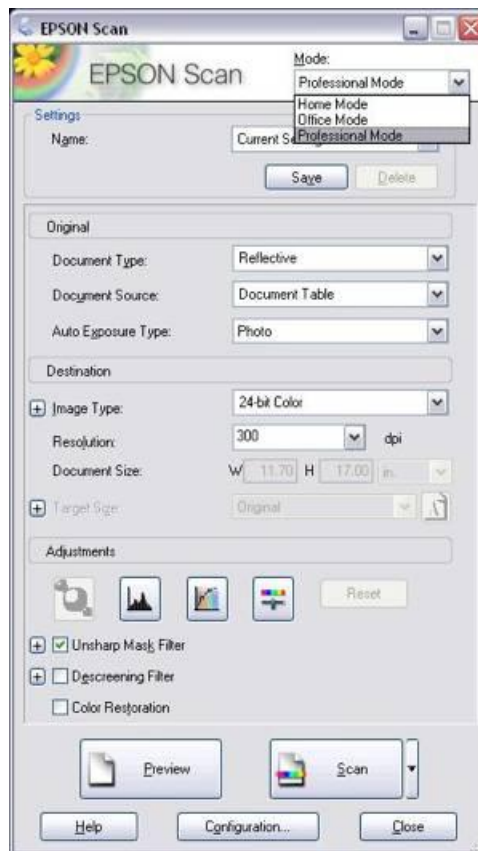 EPSON Scan
EPSON Scan
Mode:
Professional Mode
Home Mode
Office Mode
Professional Mode
Settings
Name:
Current Se
Save
Delete
Original
Document Type:
Reflective
Document Source:
Document Table
Auto Exposure Type:
Photo
Destination
Image Type:
24-bit Color
Resolution:
300
dpi
Document Size:
W 11.70 H 17.00 in.
Target Size:
Original
Adjustments
Reset
Unsharp Mask Filter
Descreening Filter
Color Restoration
Preview
Scan
Help
Configuration...
Close